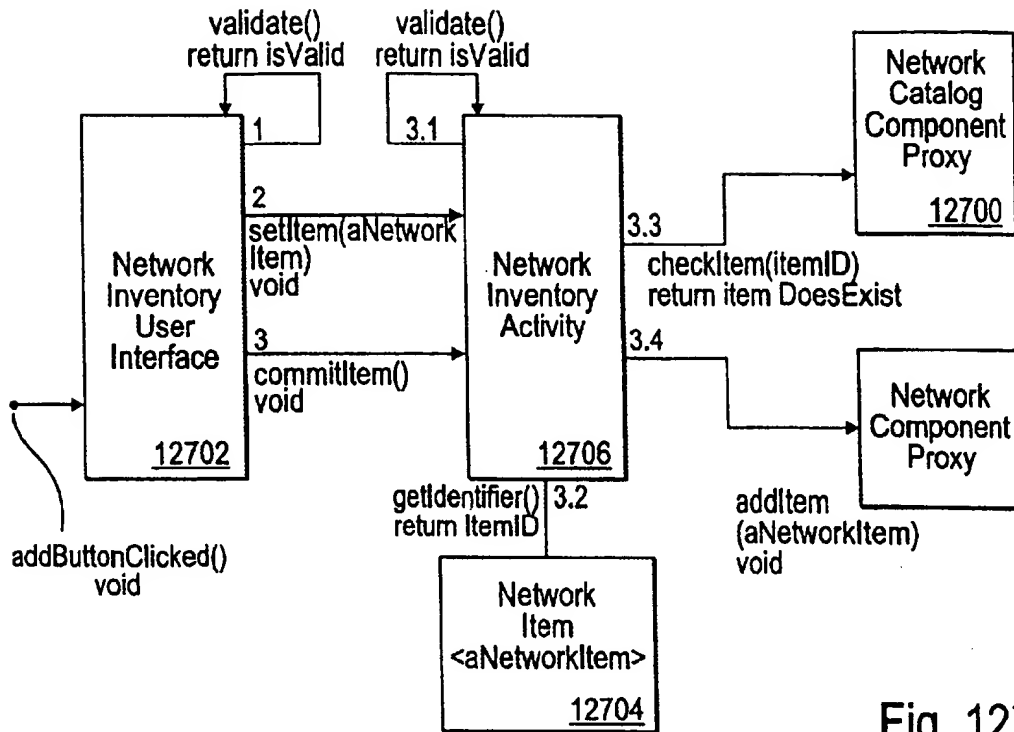 validate()
return isValid
validate()
return isValid
1
3.1
Network
Catalog
Component
Proxy
12700
2
setItem(aNetwork
Item)
void
3.3
checkItem(itemID)
return item DoesExist
Network
Inventory
User
Interface
Network
Inventory
Activity
3
commitItem()
void
3.4
Network
Component
Proxy
12702
12706
getIdentifier()
return ItemID
3.2
addItem
(aNetworkItem)
void
addButtonClicked()
void
Network
Item
<aNetworkItem>
12704
Fig.